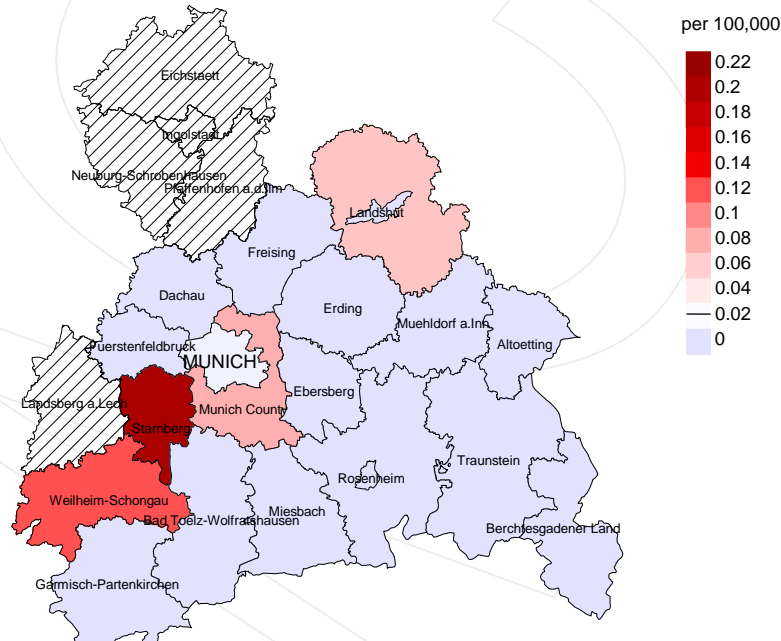 per 100,000
0.22
0.2
0.18
0.16
0.14
0.12
0.1
0.08
0.06
0.04
0.02
0
Eichstaett
Ingolstadt
Neuburg-Schrobenhausen
Pfaffenhofen a.d.Ilm
Landshut
Freising
Dachau
Erding
Muehldorf a.Inn
Altoetting
Fuerstenfeldbruck
MUNICH
Ebersberg
Landsberg a.Lech
Munich County
Starnberg
Traunstein
Rosenheim
Weilheim-Schongau
Miesbach
Bad Toelz-Wolfratshausen
Berchtesgadener Land
Garmisch-Partenkirchen